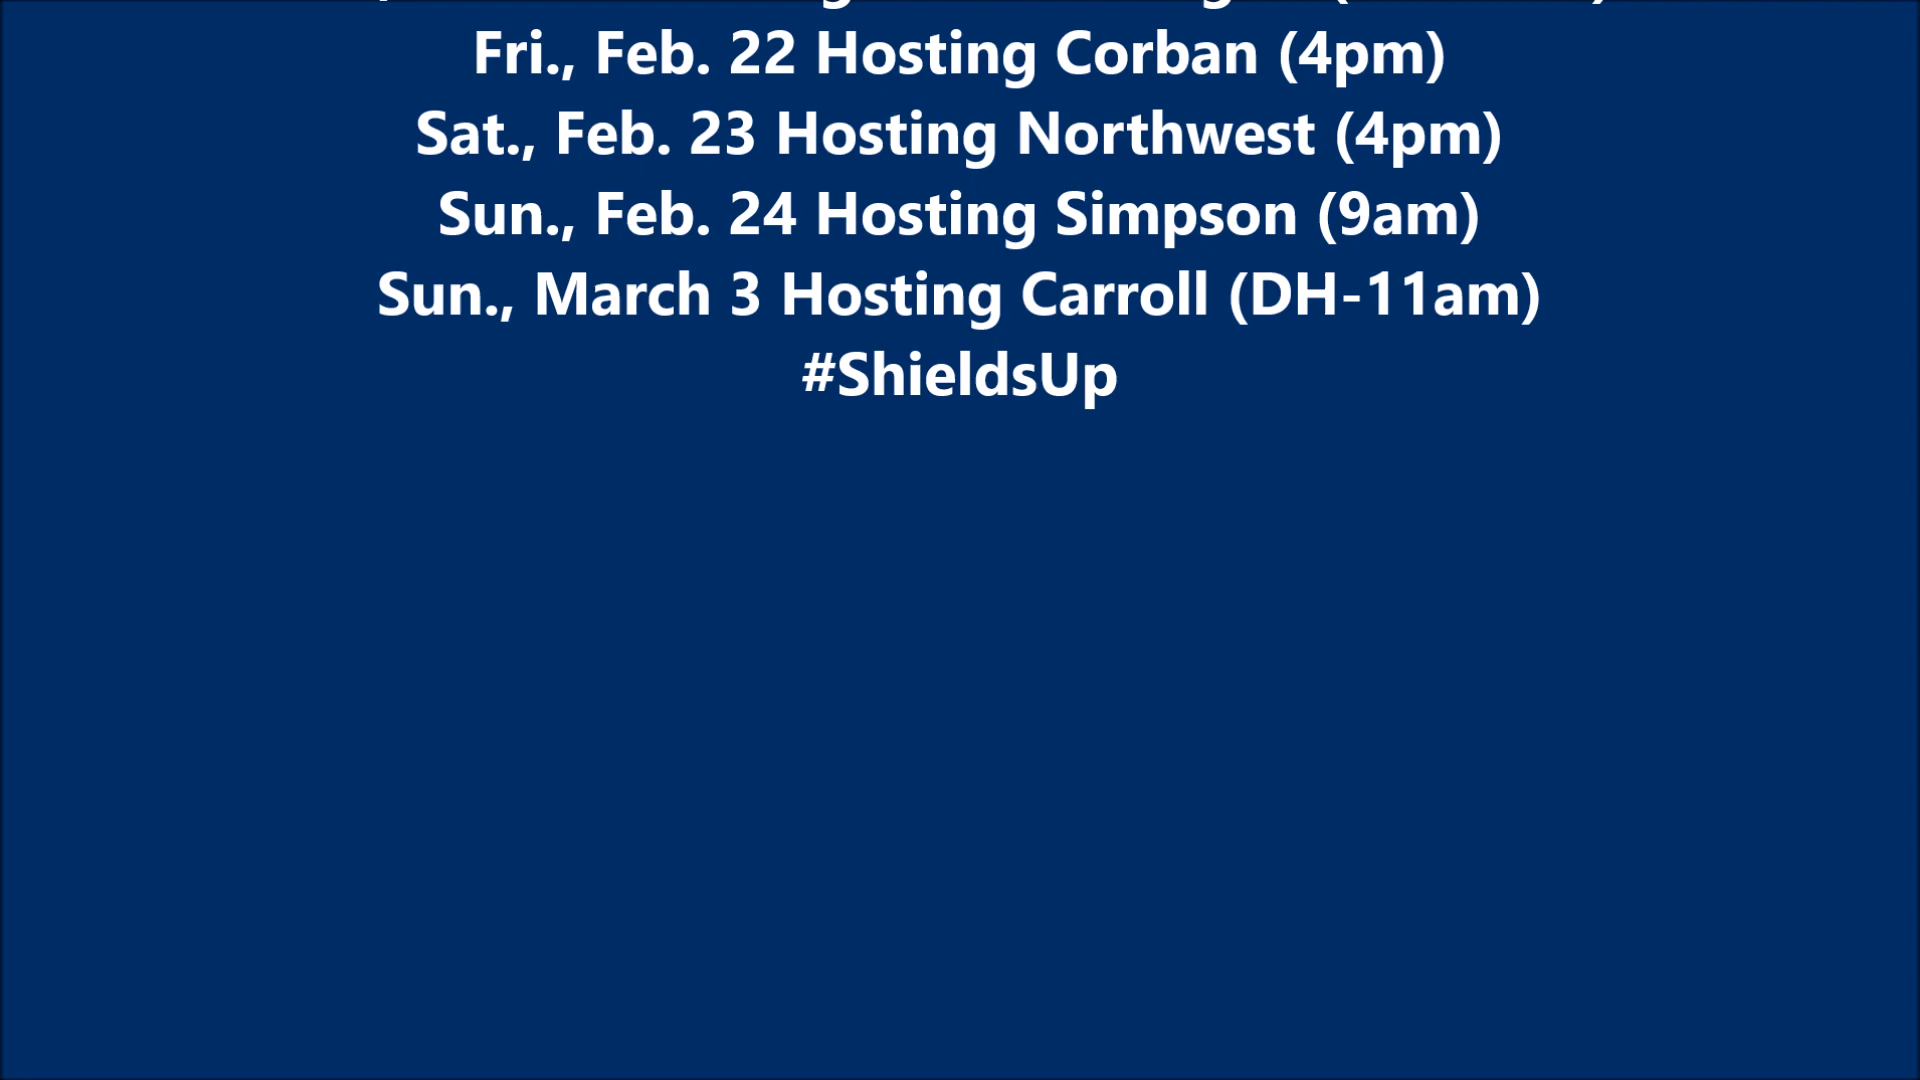 Fri., Feb. 22 Hosting Corban (4pm)
Sat., Feb. 23 Hosting Northwest (4pm)
Sun., Feb. 24 Hosting Simpson (9am)
Sun., March 3 Hosting Carroll (DH-11am)
#ShieldsUp